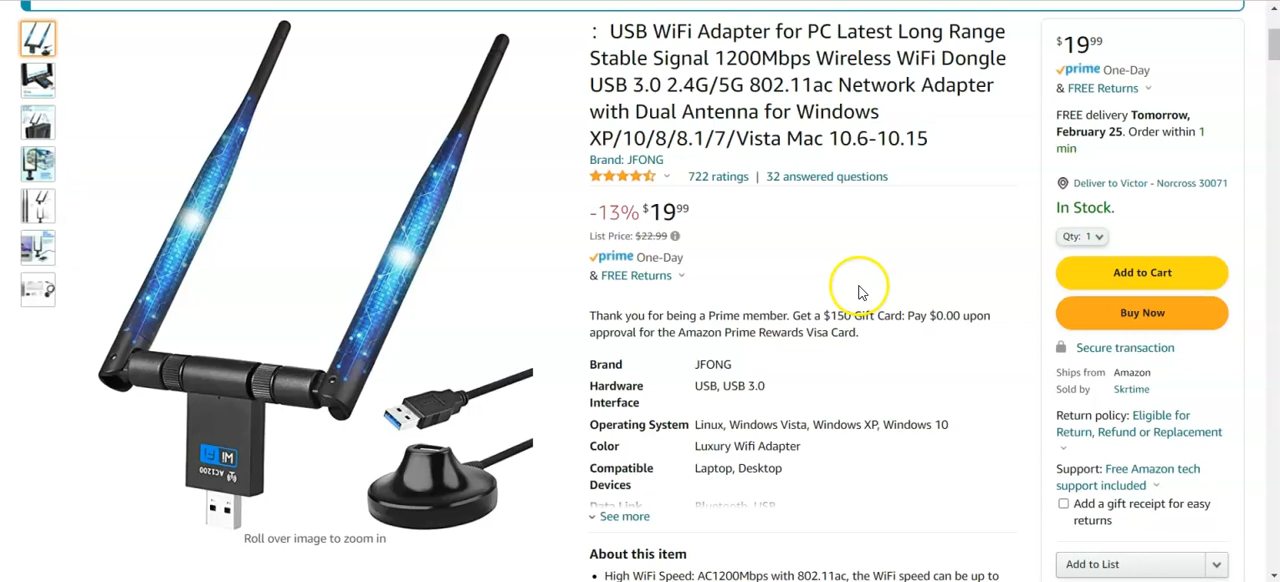 WI FI
AC1200
Roll over image to zoom in
: USB WiFi Adapter for PC Latest Long Range
Stable Signal 1200Mbps Wireless WiFi Dongle
USB 3.0 2.4G/5G 802.11ac Network Adapter
with Dual Antenna for Windows
XP/10/8/8.1/7/Vista Mac 10.6-10.15
Brand: JFONG
722 ratings | 32 answered questions
-13% $19 99
List Price: $22.99
prime One-Day
& FREE Returns
Thank you for being a Prime member. Get a $150 Gift Card: Pay $0.00 upon
approval for the Amazon Prime Rewards Visa Card.
Brand JFONG
Hardware Interface USB, USB 3.0
Operating System Linux, Windows Vista, Windows XP, Windows 10
Color Luxury Wifi Adapter
Compatible Devices Laptop, Desktop
Data Link Bluetooth, USB
See more
About this item
• High WiFi Speed: AC1200Mbps with 802.11ac, the WiFi speed can be up to
$19 99
prime One-Day
& FREE Returns
FREE delivery Tomorrow,
February 25. Order within 1
min
Deliver to Victor - Norcross 30071
In Stock.
Qty: 1
Add to Cart
Buy Now
Secure transaction
Ships from Amazon
Sold by Skrtime
Return policy: Eligible for
Return, Refund or Replacement
Support: Free Amazon tech
support included
Add a gift receipt for easy
returns
Add to List